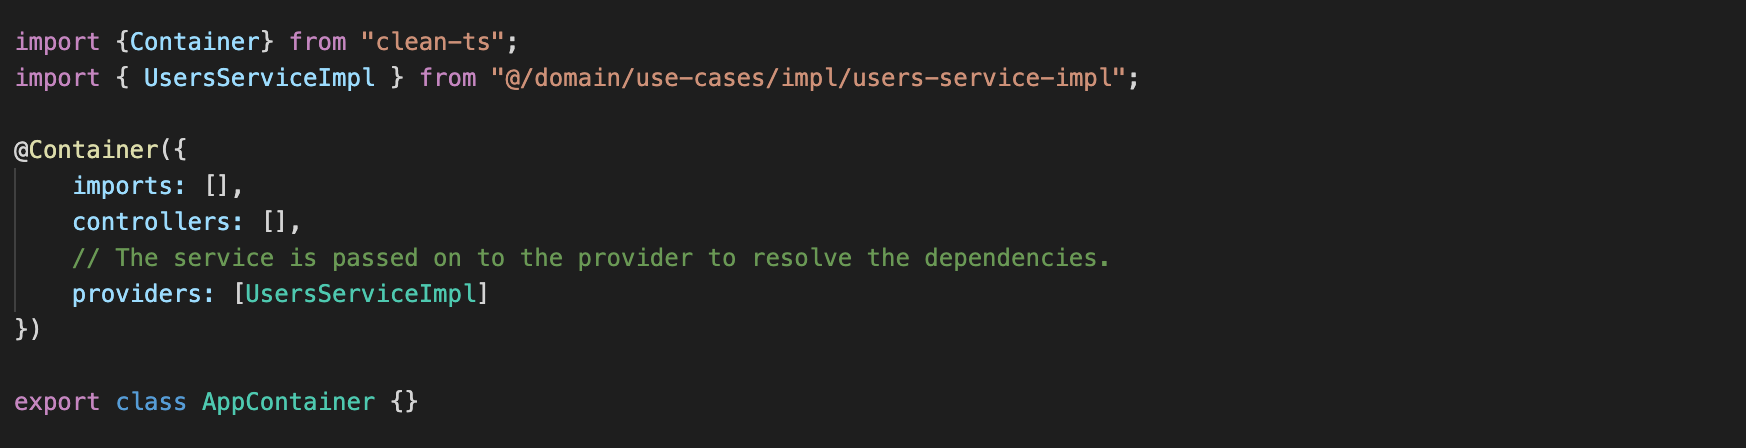 import {Container} from "clean-ts";
import { UsersServiceImpl } from "@/domain/use-cases/impl/users-service-impl";
@Container({
    imports: [],
    controllers: [],
    // The service is passed on to the provider to resolve the dependencies.
    providers: [UsersServiceImpl]
})
export class AppContainer {}